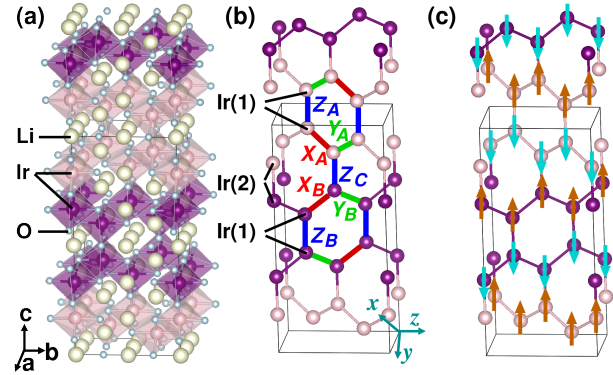 (a)
(b)
(c)
Ir(1)
Z_A
Y_A
Li
X_A
Ir
Ir(2)
X_B
Z_C
Y_B
O
Ir(1)
Z_B
c
b
a
x
z
y